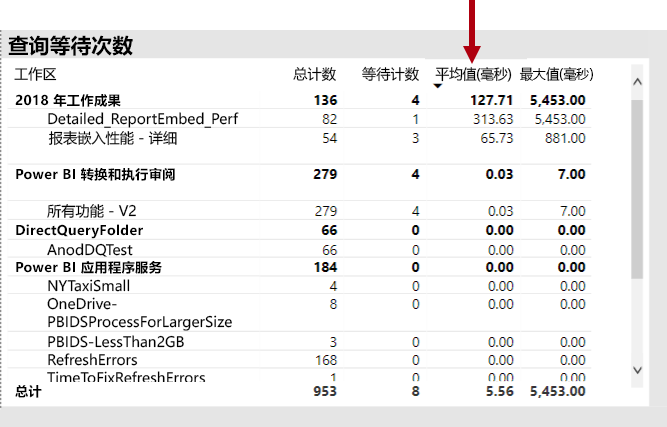 查询等待次数
工作区 总计数 等待计数 平均值(毫秒) 最大值(毫秒)
2018 年工作成果 136 4 127.71 5,453.00
Detailed_ReportEmbed_Perf 82 1 313.63 5,453.00
报表嵌入性能 - 详细 54 3 65.73 881.00
Power BI 转换和执行审阅 279 4 0.03 7.00
所有功能 - V2 279 4 0.03 7.00
DirectQueryFolder 66 0 0.00 0.00
AnodDQTest 66 0 0.00 0.00
Power BI 应用程序服务 184 0 0.00 0.00
NYTaxiSmall 4 0 0.00 0.00
OneDrive- 8 0 0.00 0.00
PBIDSProcessForLargerSize
PBIDS-LessThan2GB 3 0 0.00 0.00
RefreshErrors 168 0 0.00 0.00
TimeToFixRefreshErrors 1 0 0.00 0.00
总计 953 8 5.56 5,453.00